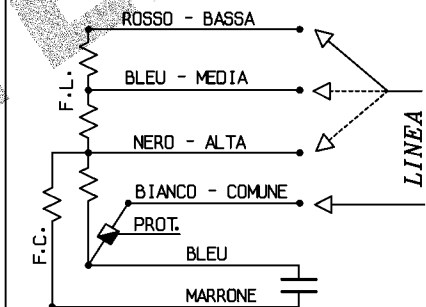 ROSSO - BASSA
BLEU - MEDIA
F.L.
NERO - ALTA
LINEA
BIANCO - COMUNE
PROT.
F.C.
BLEU
MARRONE